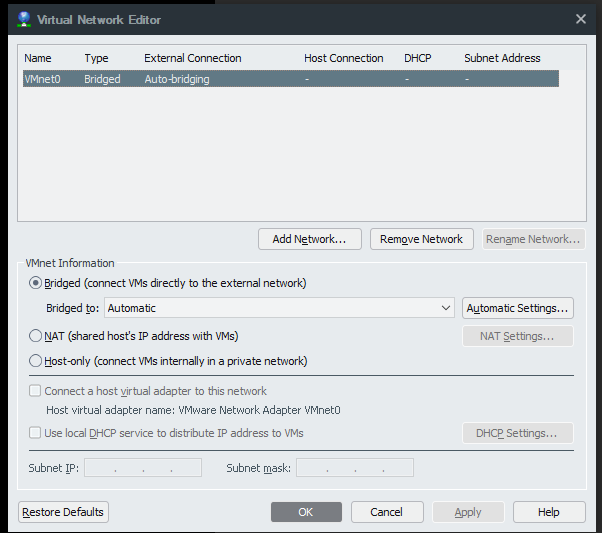 Virtual Network Editor
Name Type External Connection Host Connection DHCP Subnet Address
VMnet0 Bridged Auto-bridging - - -
Add Network... Remove Network Rename Network...
VMnet Information
Bridged (connect VMs directly to the external network)
Bridged to: Automatic Automatic Settings...
NAT (shared host's IP address with VMs) NAT Settings...
Host-only (connect VMs internally in a private network)
Connect a host virtual adapter to this network
Host virtual adapter name: VMware Network Adapter VMnet0
Use local DHCP service to distribute IP address to VMs DHCP Settings...
Subnet IP: . . . Subnet mask: . . .
Restore Defaults OK Cancel Apply Help